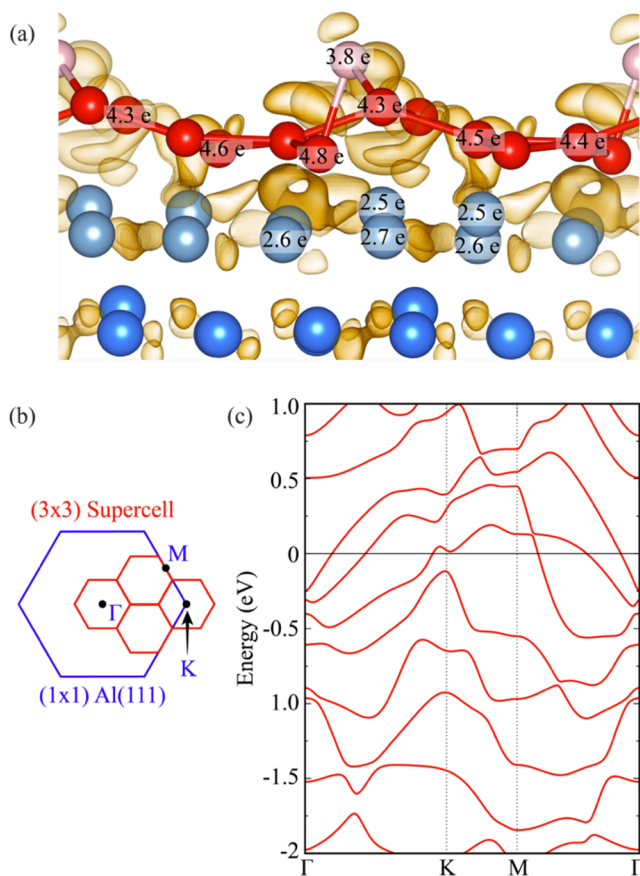 (a)
3.8 e
4.3 e
4.3 e
4.6 e
4.8 e
4.5 e
4.4 e
2.5 e
2.5 e
2.6 e
2.7 e
2.6 e
(b)
(3x3) Supercell
M
Γ
K
(1x1) Al(111)
(c)
Energy (eV)
1.0
0.5
0
-0.5
1.0
-1.5
-2
Γ
K
M
Γ